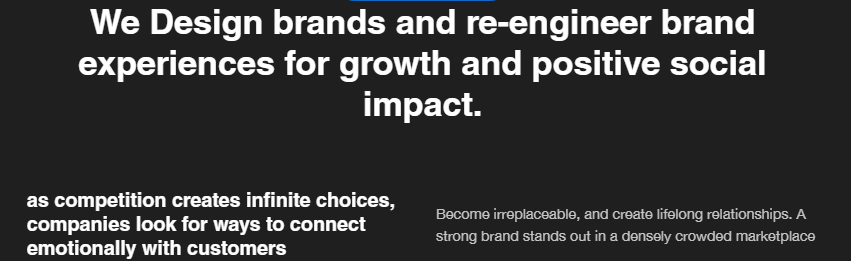 We Design brands and re-engineer brand
experiences for growth and positive social
impact.
as competition creates infinite choices,
companies look for ways to connect
emotionally with customers
Become irreplaceable, and create lifelong relationships. A
strong brand stands out in a densely crowded marketplace